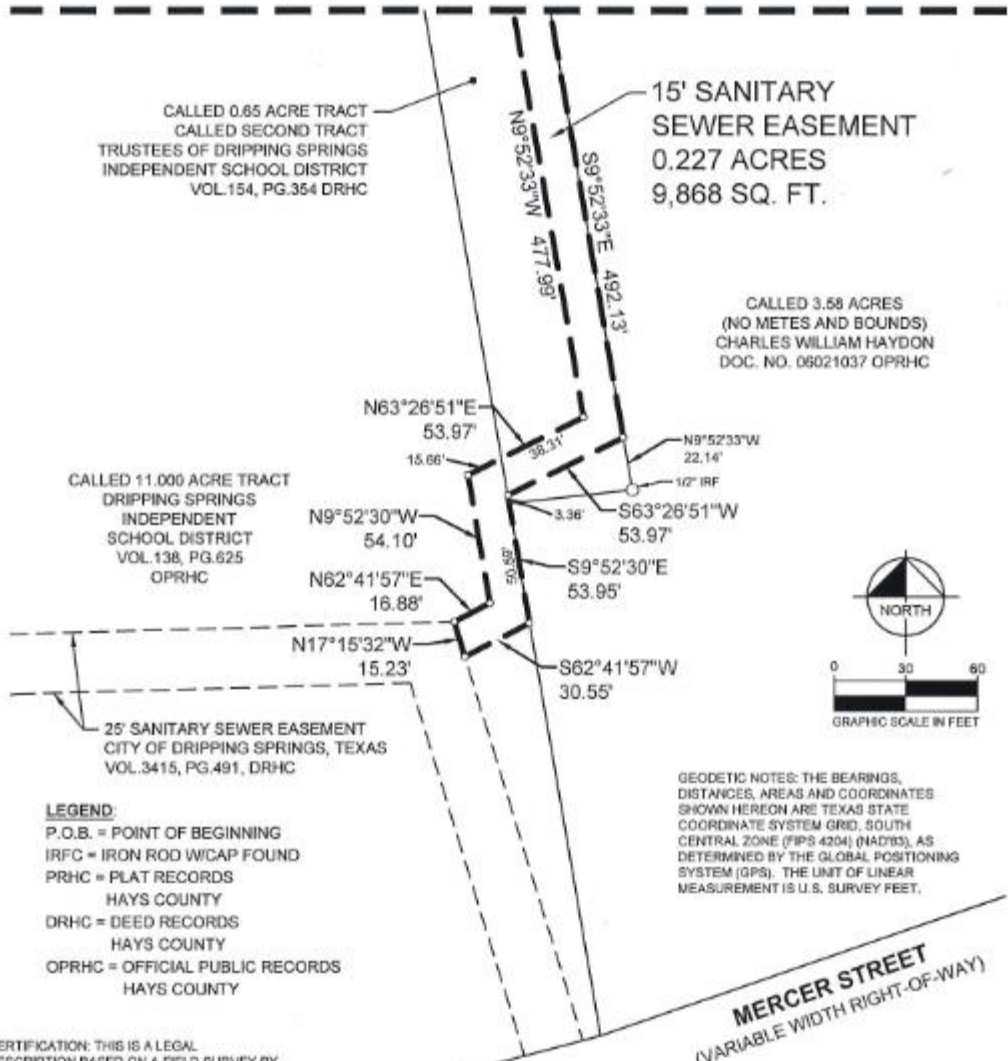 CALLED 0.65 ACRE TRACT
CALLED SECOND TRACT
TRUSTEES OF DRIPPING SPRINGS
INDEPENDENT SCHOOL DISTRICT
VOL.154, PG.354 DRHC
15' SANITARY
SEWER EASEMENT
0.227 ACRES
9,868 SQ. FT.
N9°52'33"W 477.99'
S9°52'33"E 492.13'
CALLED 3.58 ACRES
(NO METES AND BOUNDS)
CHARLES WILLIAM HAYDON
DOC. NO. 06021037 OPRHC
N63°26'51"E
53.97'
38.31'
15.66'
N9°52'33"W
22.14'
1/2" IRF
3.36'
S63°26'51"W
53.97'
CALLED 11.000 ACRE TRACT
DRIPPING SPRINGS
INDEPENDENT
SCHOOL DISTRICT
VOL.138, PG.625
OPRHC
N9°52'30"W
54.10'
50.59'
S9°52'30"E
53.95'
N62°41'57"E
16.88'
N17°15'32"W
15.23'
S62°41'57"W
30.55'
NORTH
0 30 60
GRAPHIC SCALE IN FEET
25' SANITARY SEWER EASEMENT
CITY OF DRIPPING SPRINGS, TEXAS
VOL.3415, PG.491, DRHC
LEGEND:
P.O.B. = POINT OF BEGINNING
IRFC = IRON ROD W/CAP FOUND
PRHC = PLAT RECORDS
HAYS COUNTY
DRHC = DEED RECORDS
HAYS COUNTY
OPRHC = OFFICIAL PUBLIC RECORDS
HAYS COUNTY
GEODETIC NOTES: THE BEARINGS,
DISTANCES, AREAS AND COORDINATES
SHOWN HEREON ARE TEXAS STATE
COORDINATE SYSTEM GRID, SOUTH
CENTRAL ZONE (FIPS 4204) (NAD'83), AS
DETERMINED BY THE GLOBAL POSITIONING
SYSTEM (GPS). THE UNIT OF LINEAR
MEASUREMENT IS U.S. SURVEY FEET.
MERCER STREET
(VARIABLE WIDTH RIGHT-OF-WAY)
ERTIFICATION: THIS IS A LEGAL